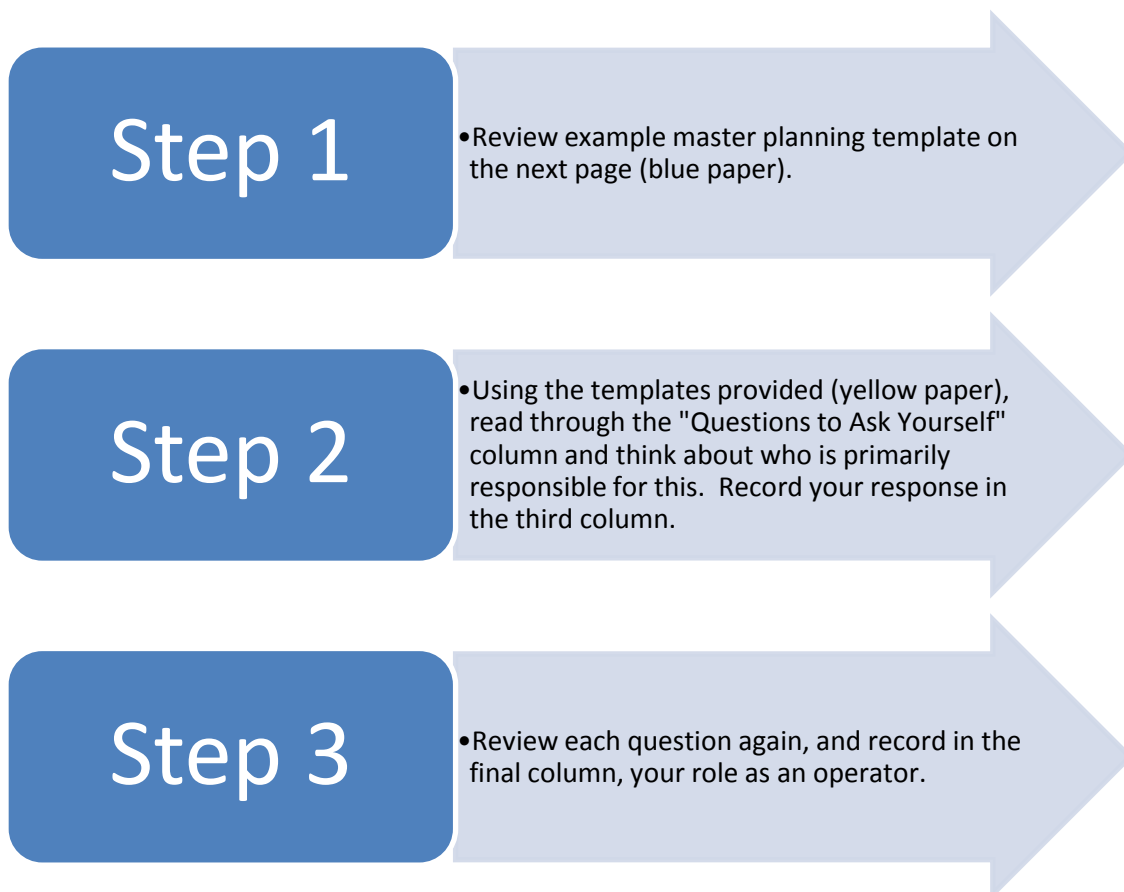 Step 1
•Review example master planning template on
the next page (blue paper).
Step 2
•Using the templates provided (yellow paper),
read through the "Questions to Ask Yourself"
column and think about who is primarily
responsible for this.  Record your response in
the third column.
Step 3
•Review each question again, and record in the
final column, your role as an operator.